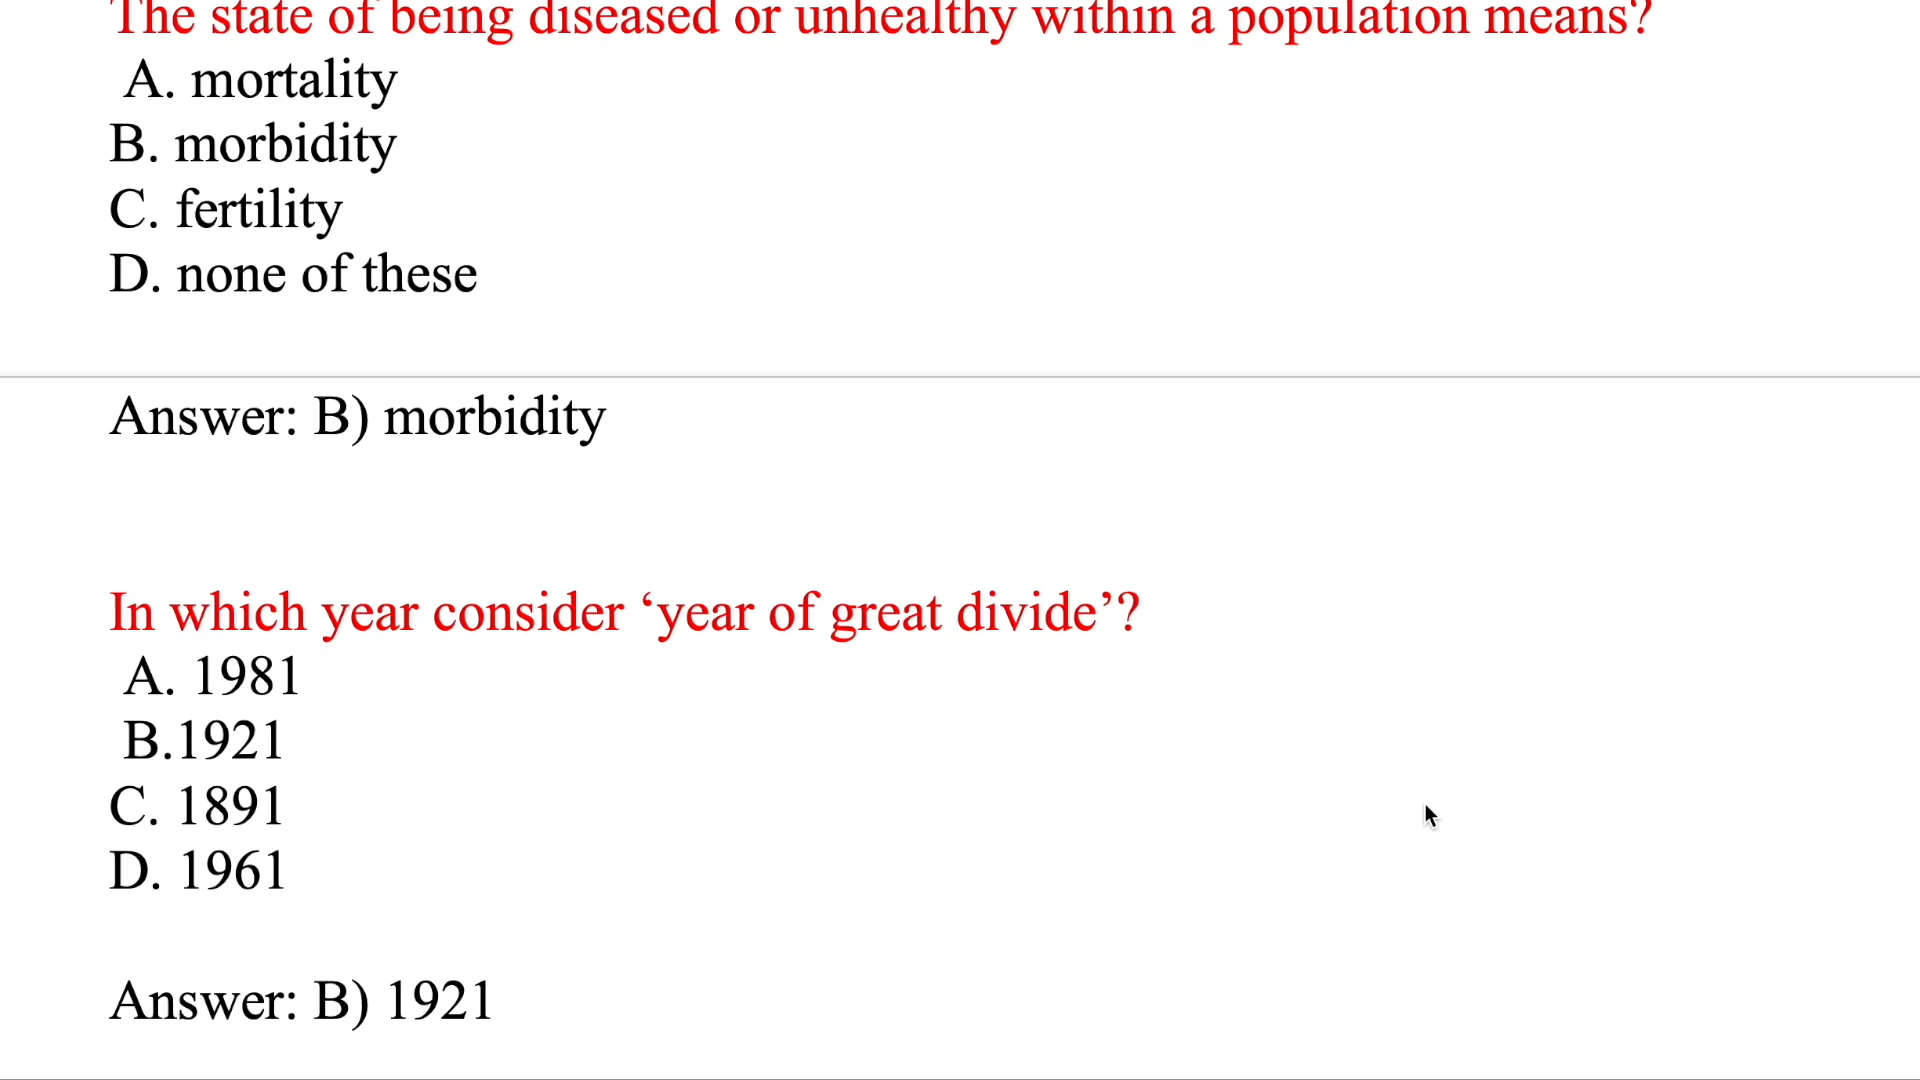 The state of being diseased or unhealthy within a population means?
A. mortality
B. morbidity
C. fertility
D. none of these
Answer: B) morbidity
In which year consider ‘year of great divide’?
A. 1981
B.1921
C. 1891
D. 1961
Answer: B) 1921